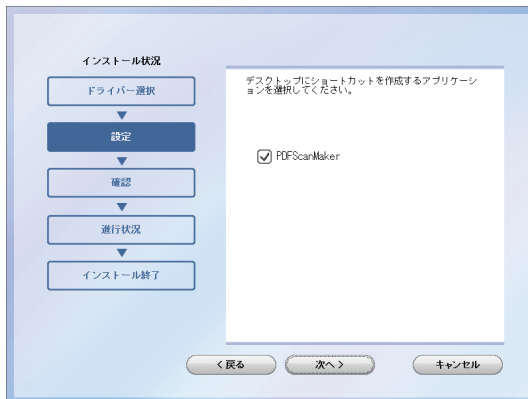 インストール状況
ドライバー選択
設定
確認
進行状況
インストール終了
デスクトップにショートカットを作成するアプリケーシ
ョンを選択してください。
PDFScanMaker
< 戻る
次へ >
キャンセル